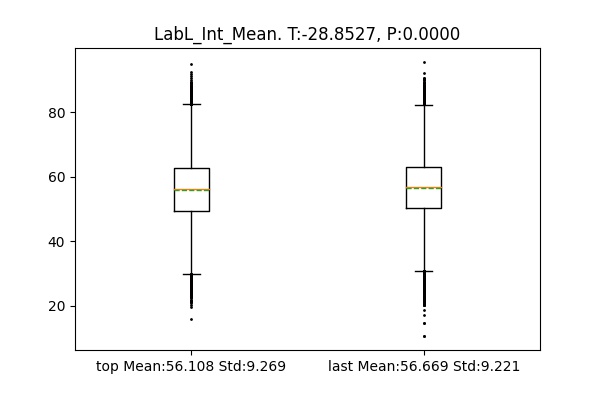 LabL_Int_Mean. T:-28.8527, P:0.0000
80
60
40
20
top Mean:56.108 Std:9.269
last Mean:56.669 Std:9.221